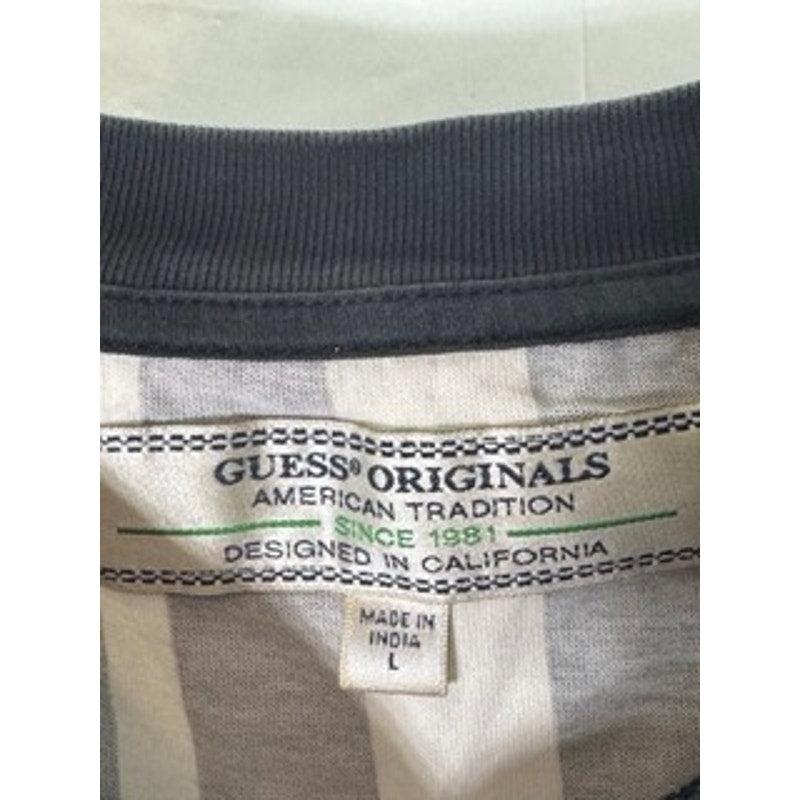 GUESS® ORIGINALS
AMERICAN TRADITION
SINCE 1981
DESIGNED IN CALIFORNIA
MADE IN
INDIA
L